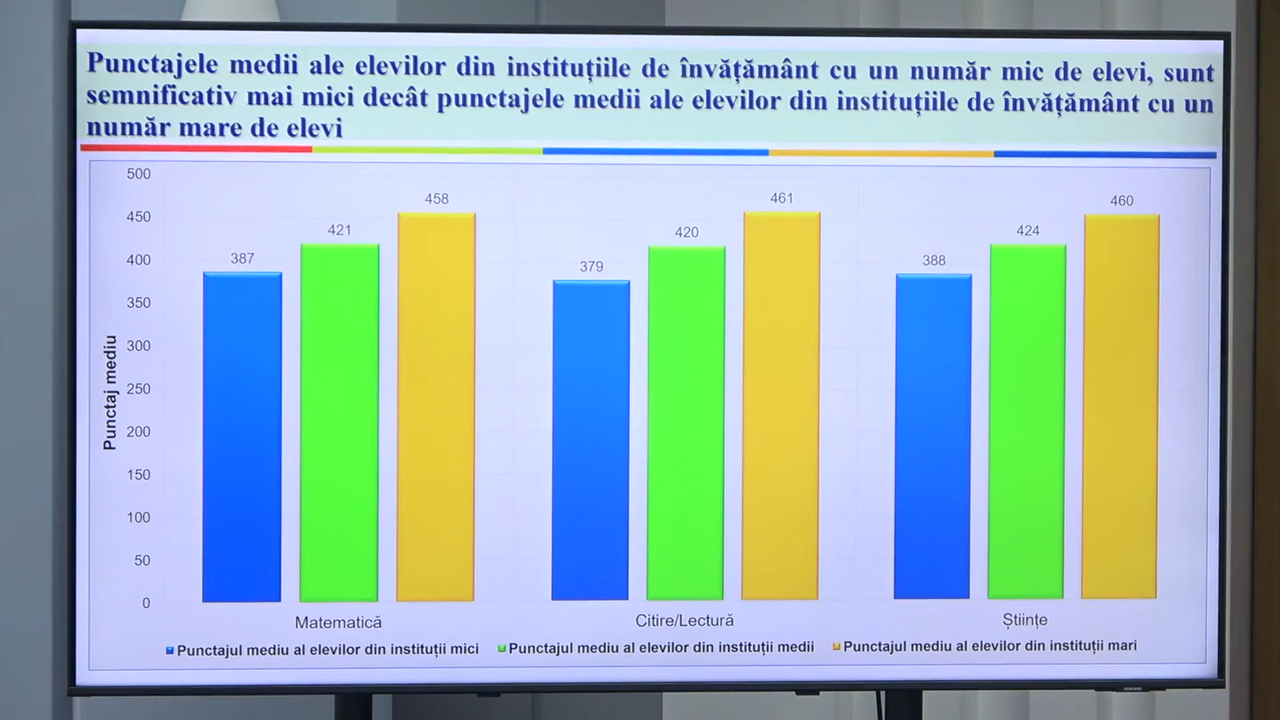 Punctajele medii ale elevilor din instituțiile de învățământ cu un număr mic de elevi, sunt
semnificativ mai mici decât punctajele medii ale elevilor din instituțiile de învățământ cu un
număr mare de elevi
500
450
400
350
300
250
200
150
100
50
0
Punctaj mediu
387
421
458
379
420
461
388
424
460
Matematică
Citire/Lectură
Științe
Punctajul mediu al elevilor din instituții mici
Punctajul mediu al elevilor din instituții medii
Punctajul mediu al elevilor din instituții mari
SAMSUNG